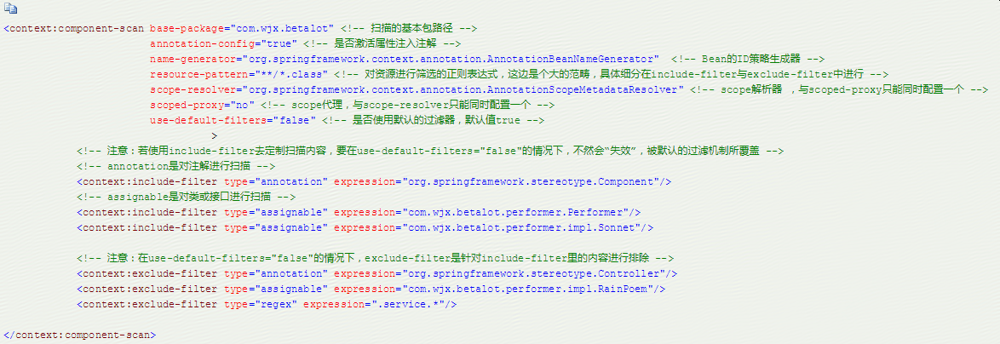 <context:component-scan base-package="com.wjx.betalot" <!-- 扫描的基本包路径 -->
annotation-config="true" <!-- 是否激活属性注入注解 -->
name-generator="org.springframework.context.annotation.AnnotationBeanNameGenerator" <!-- Bean的ID策略生成器 -->
resource-pattern="**/*.class" <!-- 对资源进行筛选的正则表达式，这边是个大的范畴，具体细分在include-filter与exclude-filter中进行 -->
scope-resolver="org.springframework.context.annotation.AnnotationScopeMetadataResolver" <!-- scope解析器 ，与scoped-proxy只能同时配置一个 -->
scoped-proxy="no" <!-- scope代理，与scope-resolver只能同时配置一个 -->
use-default-filters="false" <!-- 是否使用默认的过滤器，默认值true -->
>
<!-- 注意：若使用include-filter去定制扫描内容，要在use-default-filters="false"的情况下，不然会“失效”，被默认的过滤机制所覆盖 -->
<!-- annotation是对注解进行扫描 -->
<context:include-filter type="annotation" expression="org.springframework.stereotype.Component"/>
<!-- assignable是对类或接口进行扫描 -->
<context:include-filter type="assignable" expression="com.wjx.betalot.performer.Performer"/>
<context:include-filter type="assignable" expression="com.wjx.betalot.performer.impl.Sonnet"/>
<!-- 注意：在use-default-filters="false"的情况下，exclude-filter是针对include-filter里的内容进行排除 -->
<context:exclude-filter type="annotation" expression="org.springframework.stereotype.Controller"/>
<context:exclude-filter type="assignable" expression="com.wjx.betalot.performer.impl.RainPoem"/>
<context:exclude-filter type="regex" expression=".service.*"/>
</context:component-scan>